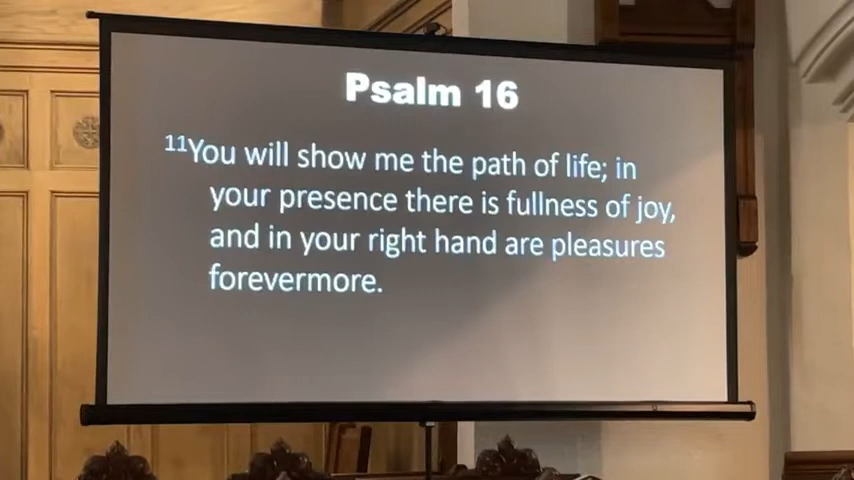 Psalm 16
¹¹You will show me the path of life; in
your presence there is fullness of joy,
and in your right hand are pleasures
forevermore.